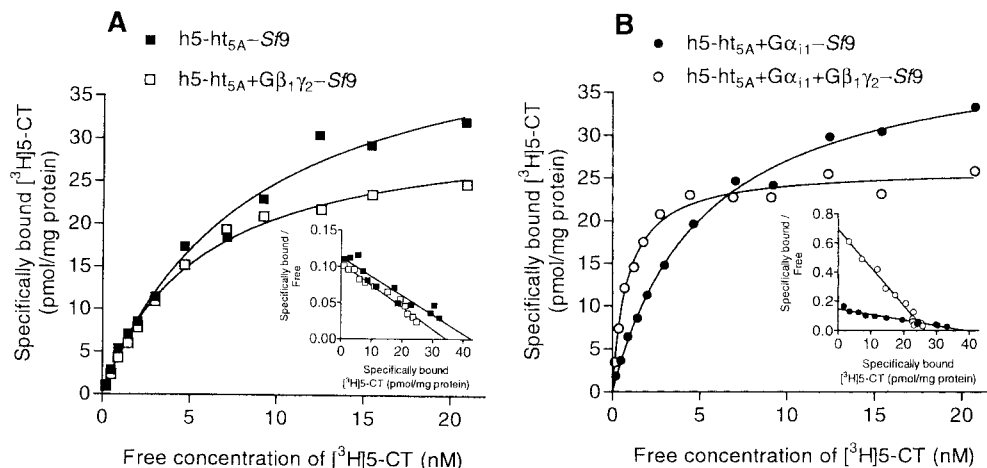 A
■ h5-ht5A–Sf9
□ h5-ht5A+Gβ1γ2–Sf9
Specifically bound [³H]5-CT
(pmol/mg protein)
35
30
25
20
15
10
5
0
0 5 10 15 20
Free concentration of [³H]5-CT (nM)
Specifically bound /
Free
0.15
0.10
0.05
0.00
0 10 20 30 40
Specifically bound
[³H]5-CT (pmol/mg protein)
B
● h5-ht5A+Gαi1–Sf9
○ h5-ht5A+Gαi1+Gβ1γ2–Sf9
Specifically bound [³H]5-CT
(pmol/mg protein)
35
30
25
20
15
10
5
0
0 5 10 15 20
Free concentration of [³H]5-CT (nM)
Specifically bound /
Free
0.8
0.6
0.4
0.2
0.0
0 10 20 30 40
Specifically bound
[³H]5-CT (pmol/mg protein)